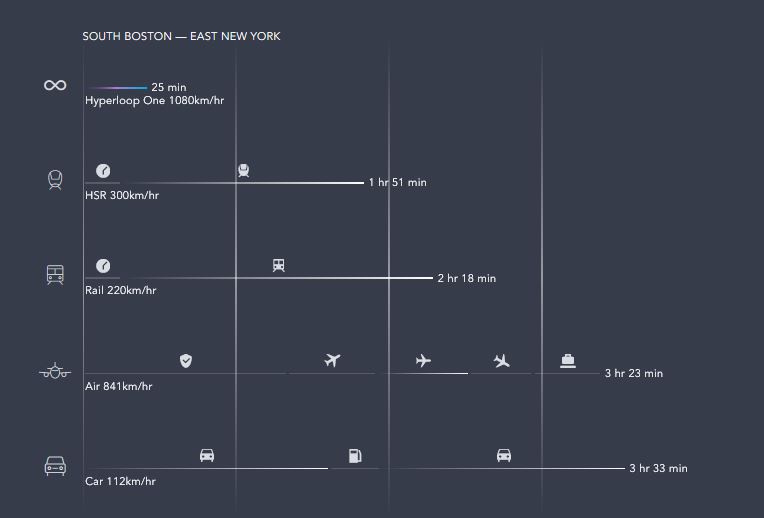 SOUTH BOSTON — EAST NEW YORK
25 min
Hyperloop One 1080km/hr
1 hr 51 min
HSR 300km/hr
2 hr 18 min
Rail 220km/hr
3 hr 23 min
Air 841km/hr
3 hr 33 min
Car 112km/hr